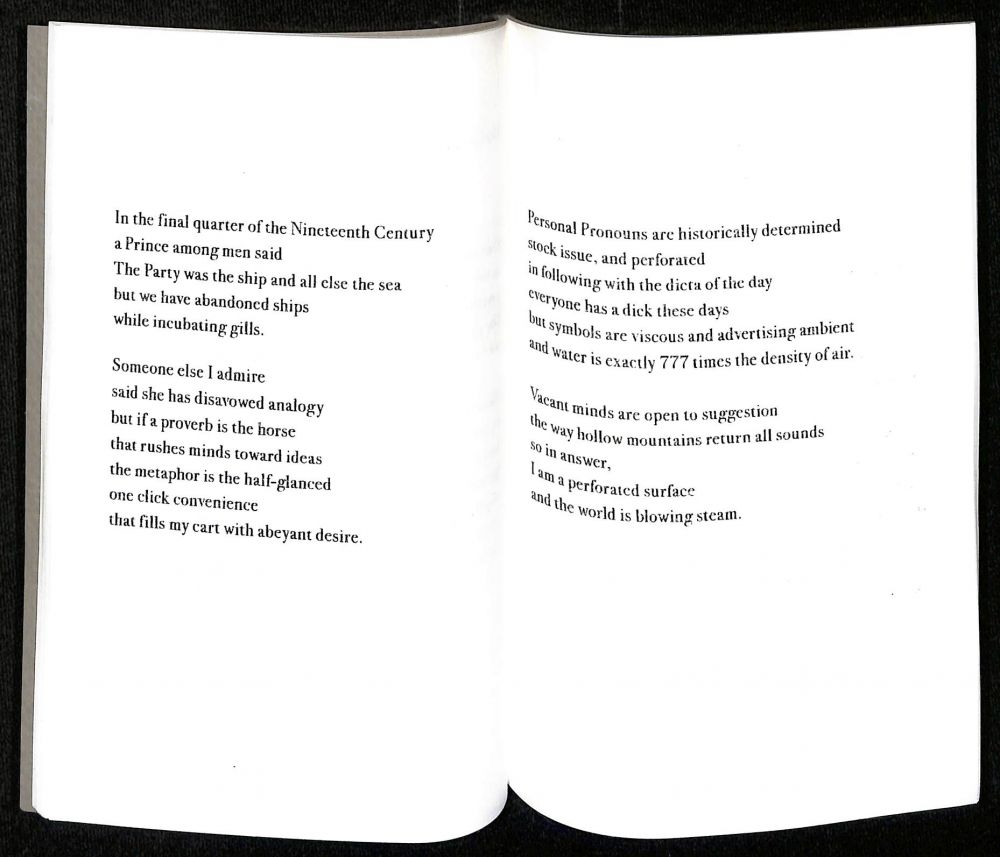 In the final quarter of the Nineteenth Century
a Prince among men said
The Party was the ship and all else the sea
but we have abandoned ships
while incubating gills.
Someone else I admire
said she has disavowed analogy
but if a proverb is the horse
that rushes minds toward ideas
the metaphor is the half-glanced
one click convenience
that fills my cart with abeyant desire.
Personal Pronouns are historically determined
stock issue, and perforated
in following with the dicta of the day
everyone has a dick these days
but symbols are viscous and advertising ambient
and water is exactly 777 times the density of air.
Vacant minds are open to suggestion
the way hollow mountains return all sounds
so in answer,
I am a perforated surface
and the world is blowing steam.